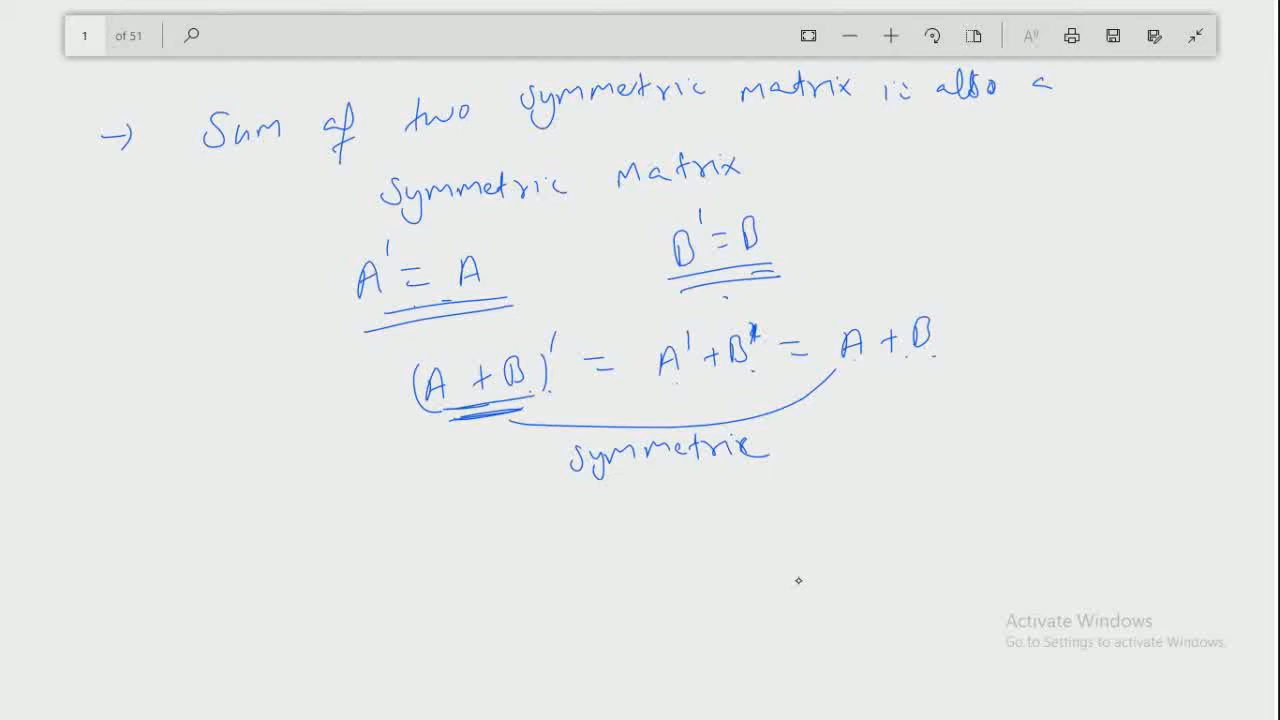 1 of 51
→ Sum of two symmetric matrix is also a
symmetric Matrix
A' = A B' = B
(A + B)' = A' + B' = A + B
symmetric
Activate Windows
Go to Settings to activate Windows.